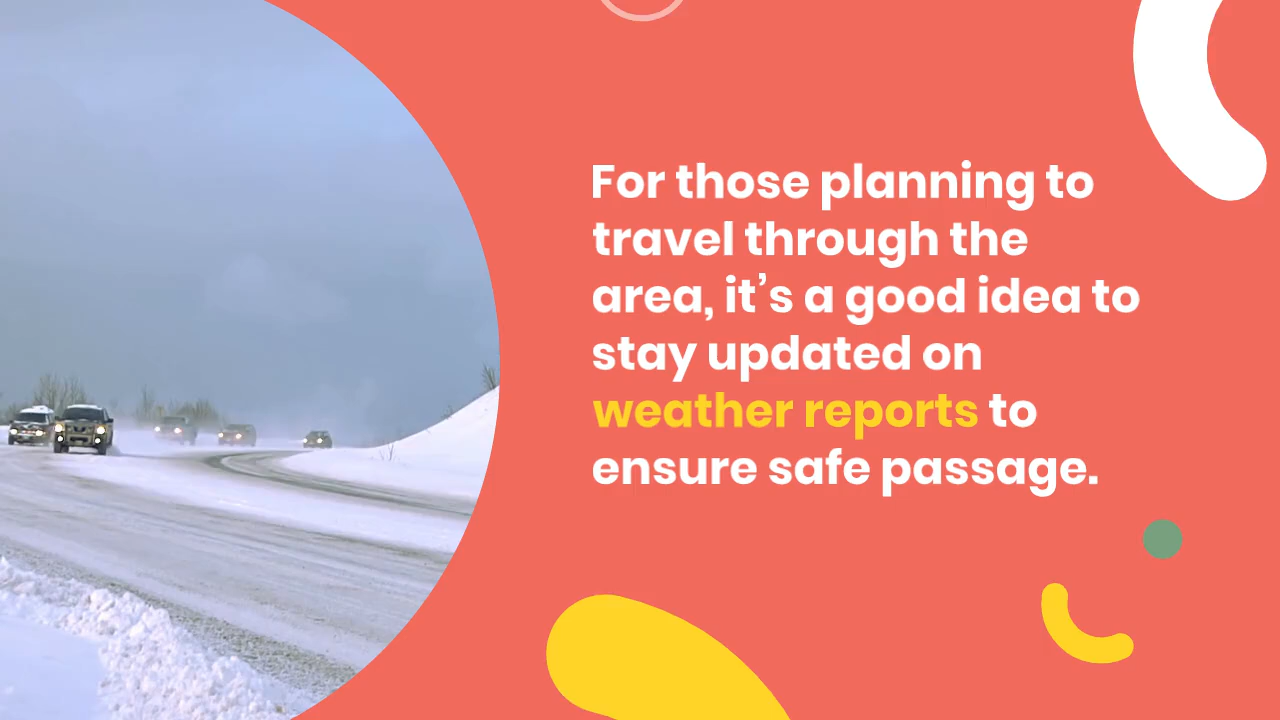 For those planning to
travel through the
area, it’s a good idea to
stay updated on
weather reports to
ensure safe passage.